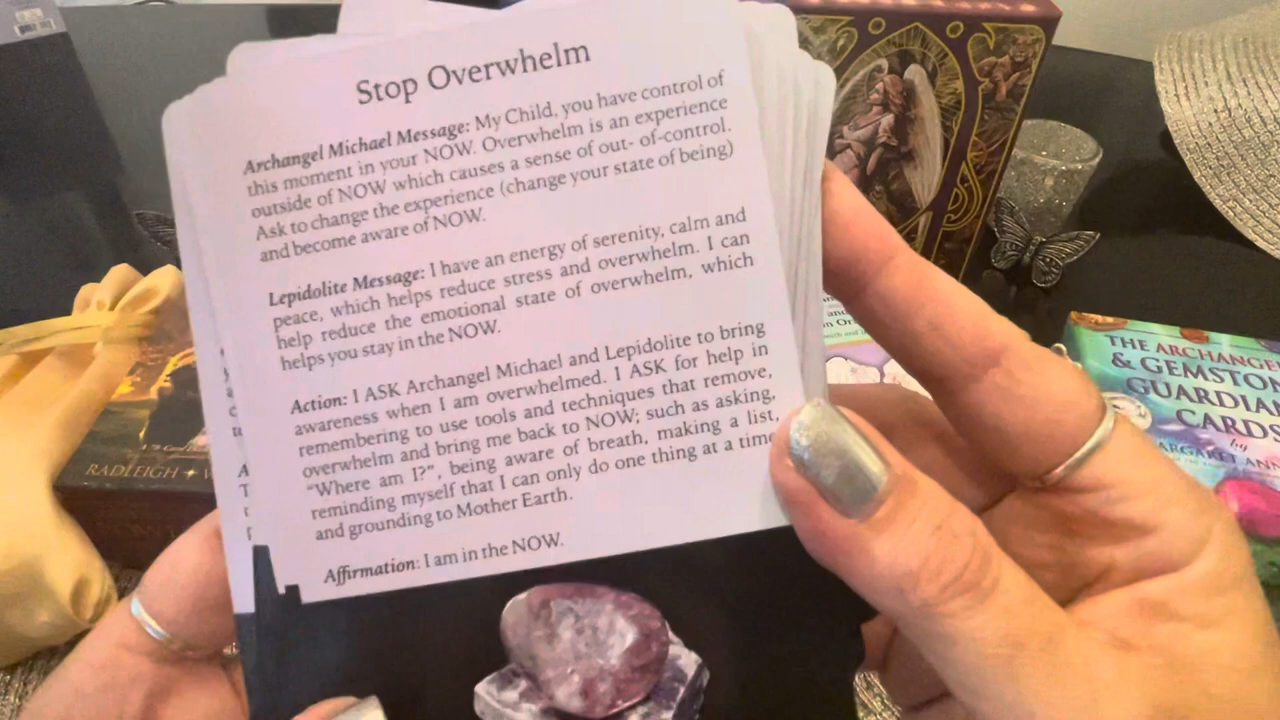 Stop Overwhelm
Archangel Michael Message: My Child, you have control of
this moment in your NOW. Overwhelm is an experience
outside of NOW which causes a sense of out- of-control.
Ask to change the experience (change your state of being)
and become aware of NOW.
Lepidolite Message: I have an energy of serenity, calm and
peace, which helps reduce stress and overwhelm. I can
help reduce the emotional state of overwhelm, which
helps you stay in the NOW.
Action: I ASK Archangel Michael and Lepidolite to bring
awareness when I am overwhelmed. I ASK for help in
remembering to use tools and techniques that remove,
overwhelm and bring me back to NOW; such as asking,
“Where am I?”, being aware of breath, making a list,
reminding myself that I can only do one thing at a time
and grounding to Mother Earth.
Affirmation: I am in the NOW.
RADLEIGH
and
THE ARCHANGE
& GEMSTON
GUARDIA
CARDS
by
ARGARET ANN